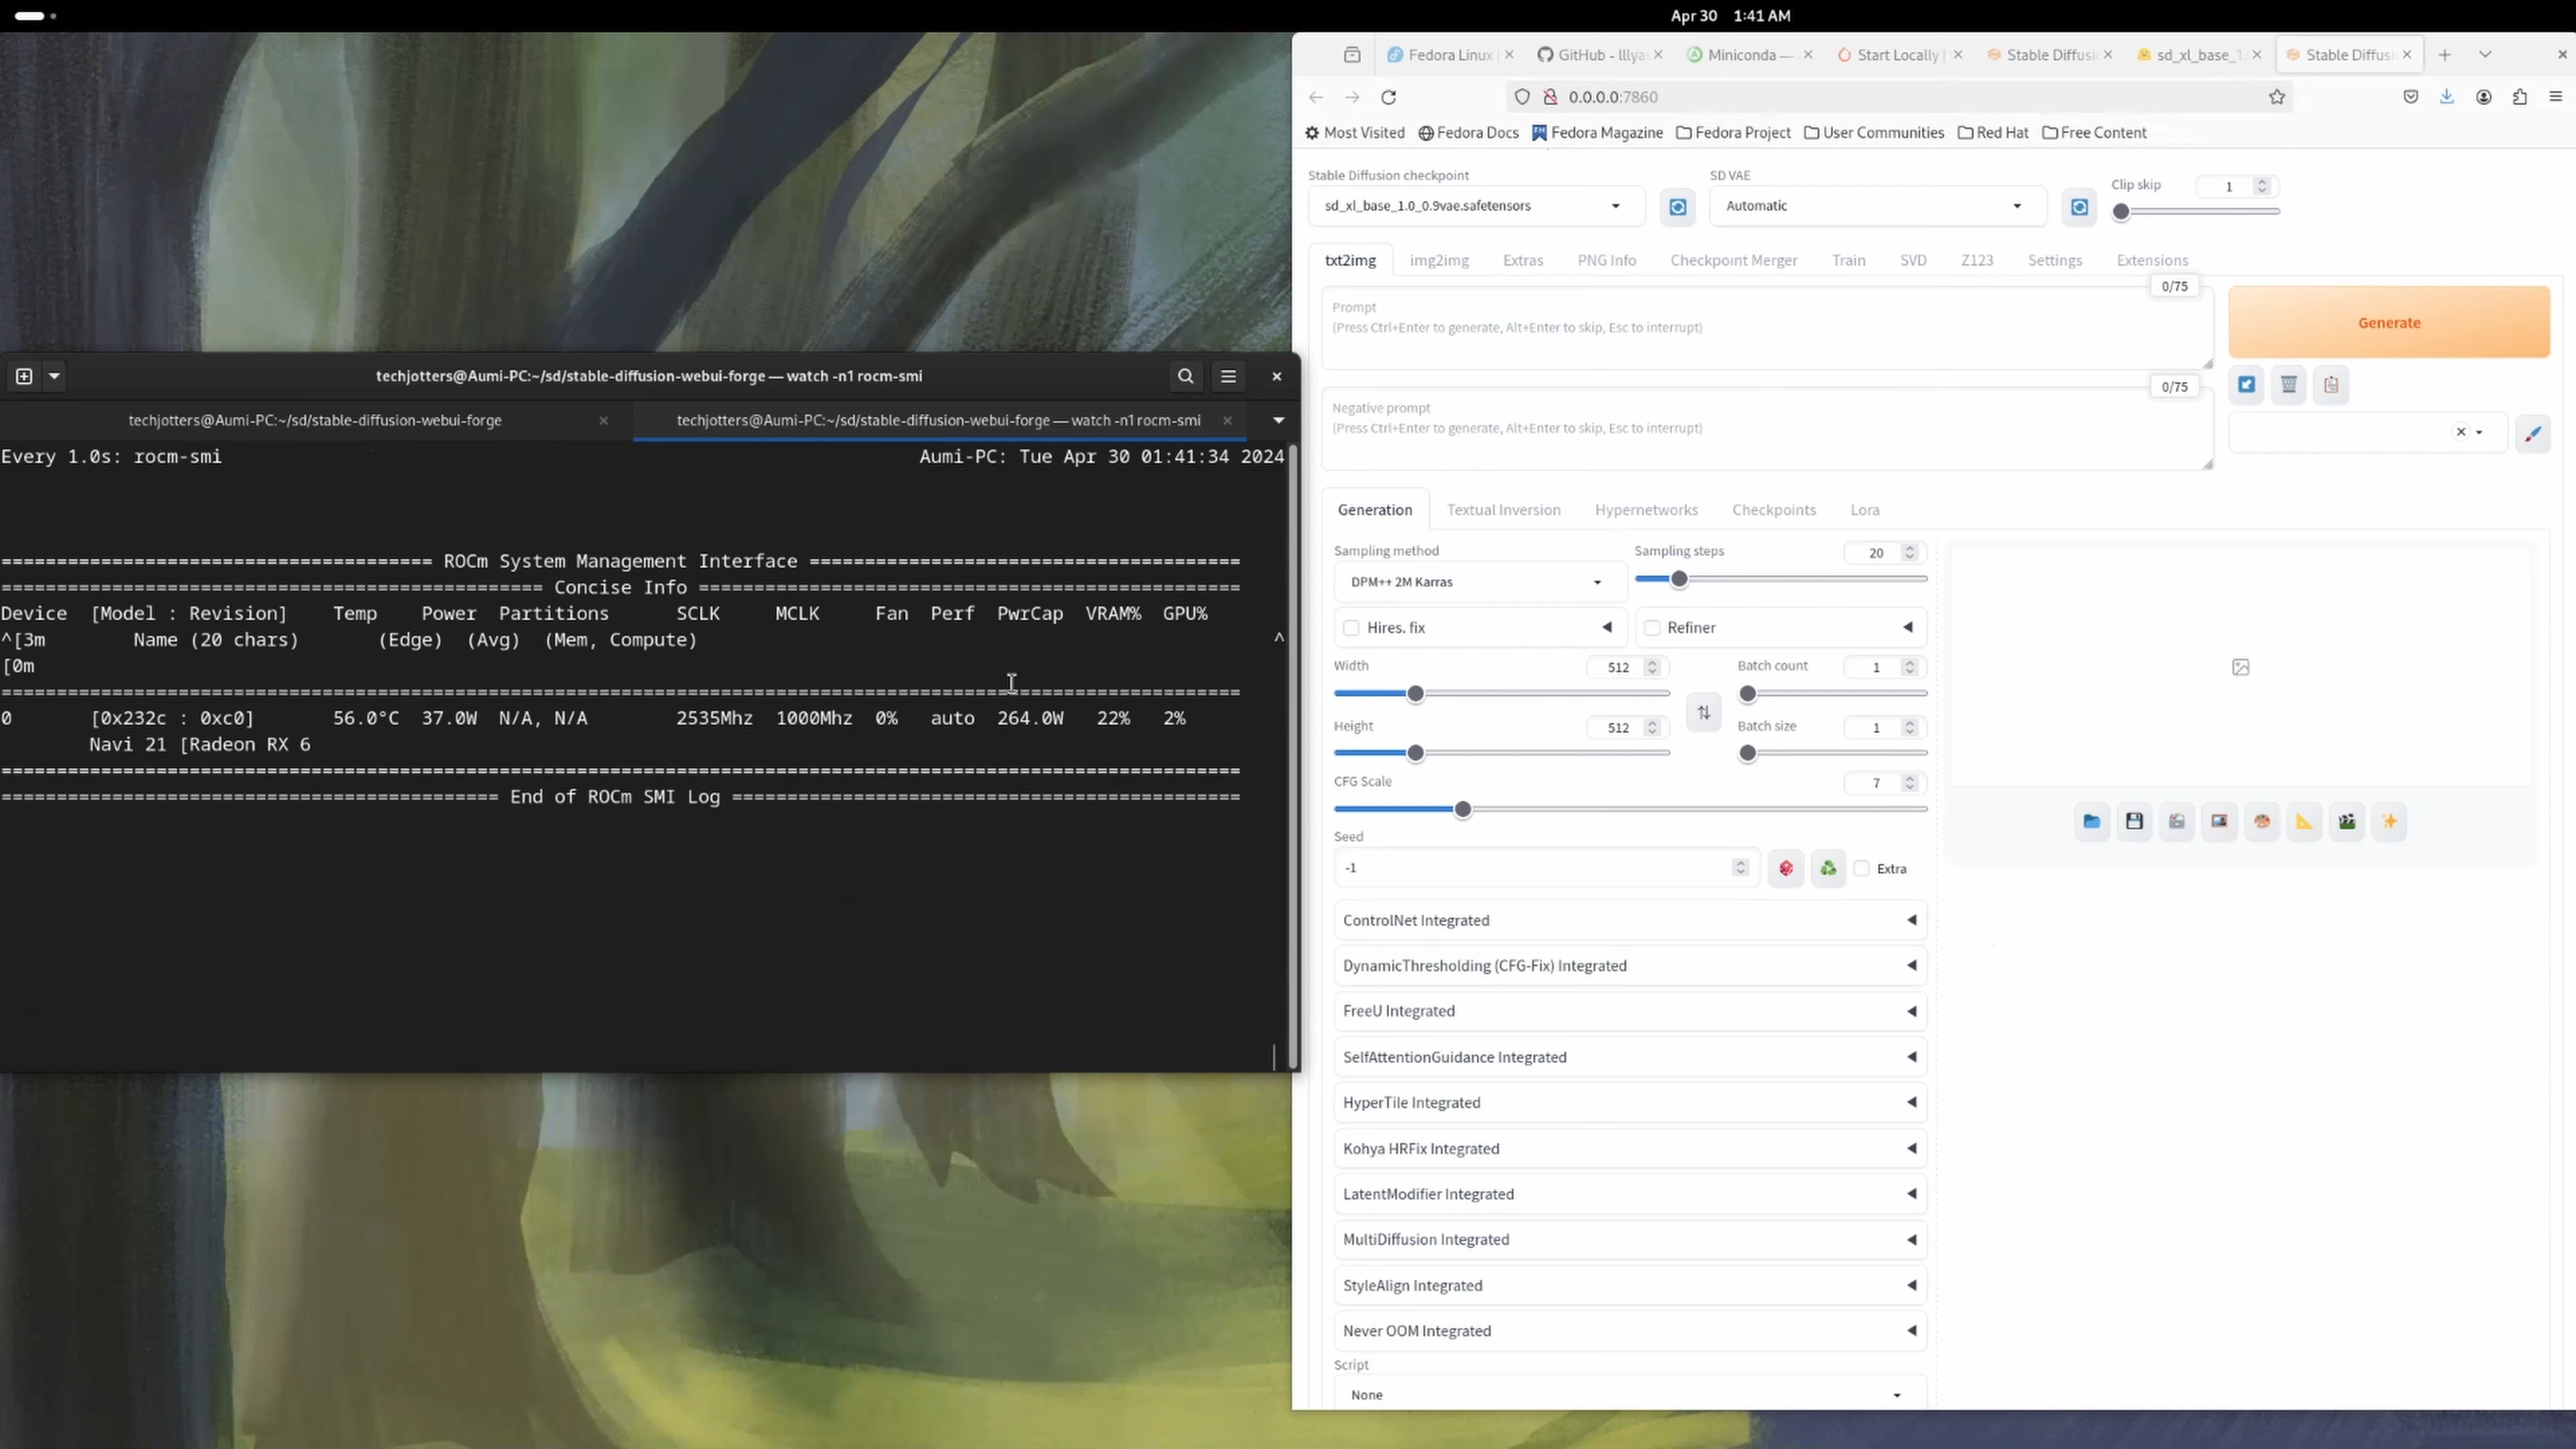 Apr 30 1:41 AM
techjotters@Aumi-PC:~/sd/stable-diffusion-webui-forge — watch -n1 rocm-smi
techjotters@Aumi-PC:~/sd/stable-diffusion-webui-forge
techjotters@Aumi-PC:~/sd/stable-diffusion-webui-forge — watch -n1 rocm-smi
Every 1.0s: rocm-smi Aumi-PC: Tue Apr 30 01:41:34 2024
======================================= ROCm System Management Interface =======================================
================================================= Concise Info =================================================
Device [Model : Revision] Temp Power Partitions SCLK MCLK Fan Perf PwrCap VRAM% GPU%
^[3m Name (20 chars) (Edge) (Avg) (Mem, Compute) ^
[0m
================================================================================================================
0 [0x232c : 0xc0] 56.0°C 37.0W N/A, N/A 2535Mhz 1000Mhz 0% auto 264.0W 22% 2%
Navi 21 [Radeon RX 6
================================================================================================================
============================================= End of ROCm SMI Log ==============================================
Fedora Linux
GitHub - lllyas
Miniconda —
Start Locally |
Stable Diffusi
sd_xl_base_1.
Stable Diffusi
0.0.0.0:7860
Most Visited Fedora Docs Fedora Magazine Fedora Project User Communities Red Hat Free Content
Stable Diffusion checkpoint
sd_xl_base_1.0_0.9vae.safetensors
SD VAE
Automatic
Clip skip
1
txt2img img2img Extras PNG Info Checkpoint Merger Train SVD Z123 Settings Extensions
0/75
Prompt
(Press Ctrl+Enter to generate, Alt+Enter to skip, Esc to interrupt)
Generate
0/75
Negative prompt
(Press Ctrl+Enter to generate, Alt+Enter to skip, Esc to interrupt)
Generation Textual Inversion Hypernetworks Checkpoints Lora
Sampling method
DPM++ 2M Karras
Sampling steps
20
Hires. fix
Refiner
Width
512
Batch count
1
Height
512
Batch size
1
CFG Scale
7
Seed
-1
Extra
ControlNet Integrated
DynamicThresholding (CFG-Fix) Integrated
FreeU Integrated
SelfAttentionGuidance Integrated
HyperTile Integrated
Kohya HRFix Integrated
LatentModifier Integrated
MultiDiffusion Integrated
StyleAlign Integrated
Never OOM Integrated
Script
None